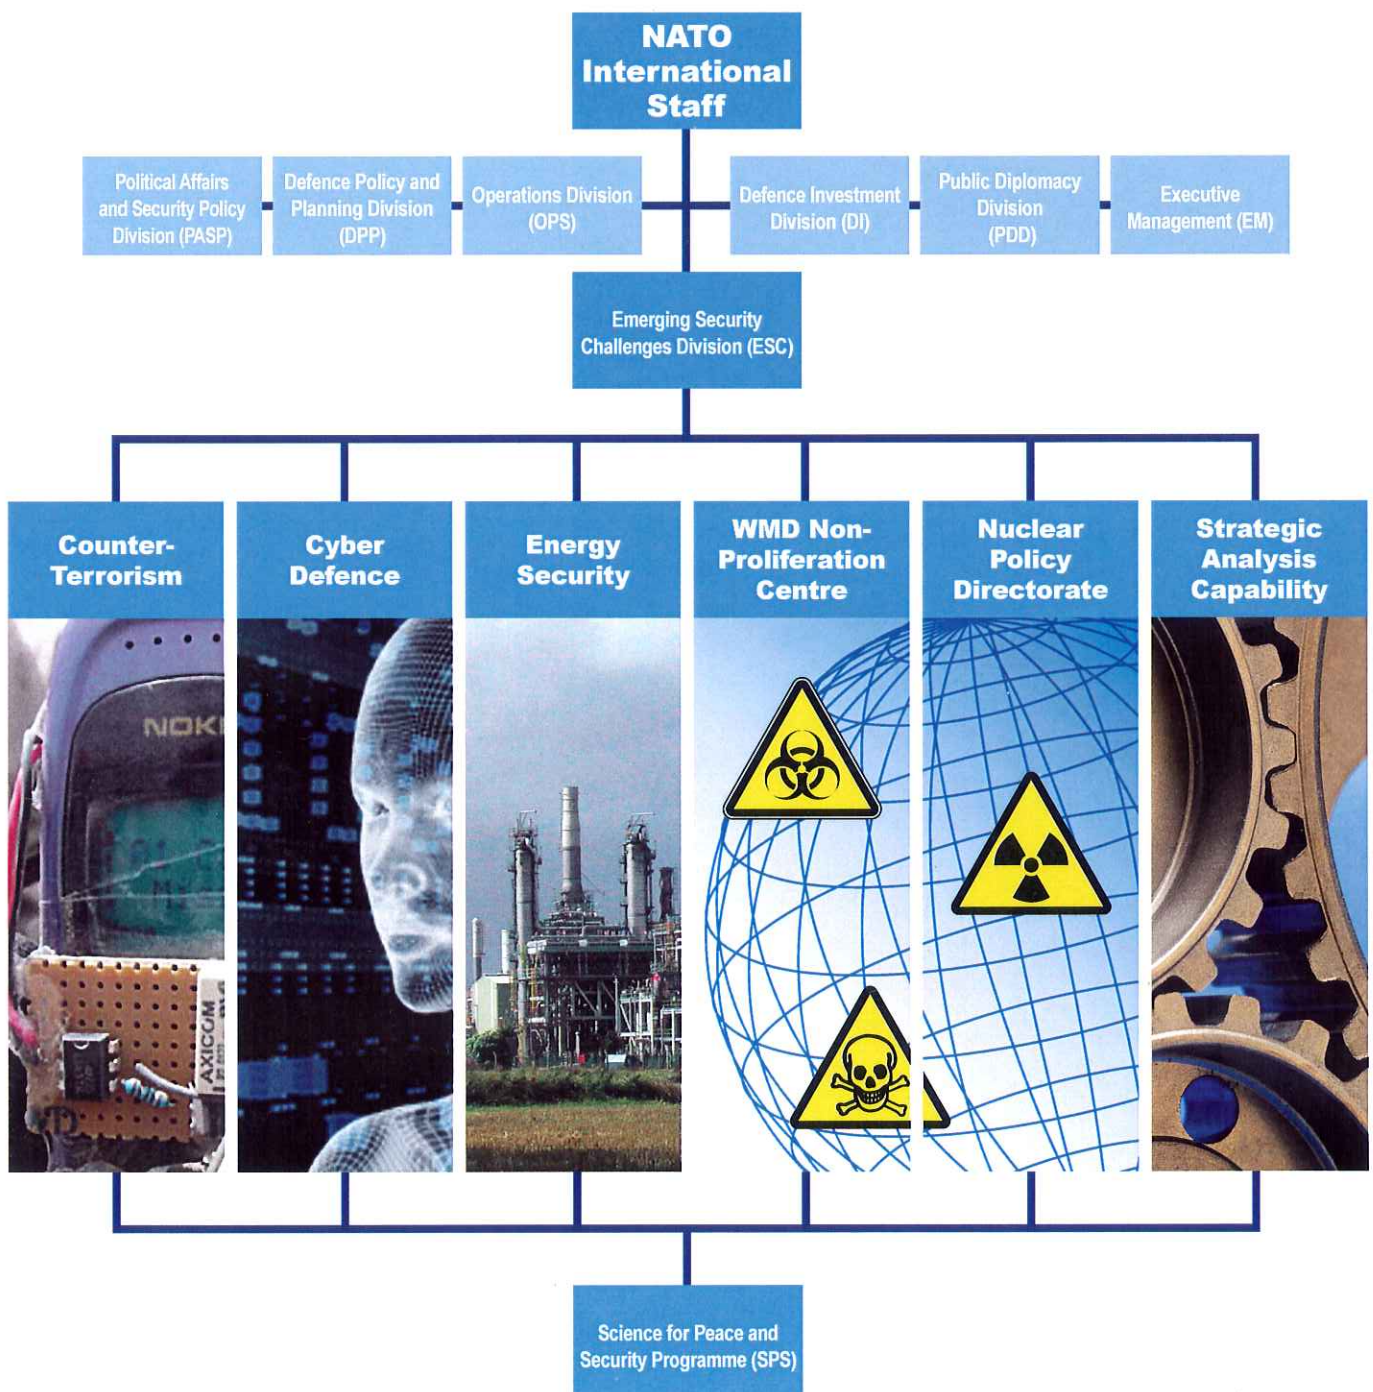 NATO
International
Staff
Political Affairs
and Security Policy
Division (PASP)
Defence Policy and
Planning Division
(DPP)
Operations Division
(OPS)
Defence Investment
Division (DI)
Public Diplomacy
Division
(PDD)
Executive
Management (EM)
Emerging Security
Challenges Division (ESC)
Counter-
Terrorism
Cyber
Defence
Energy
Security
WMD Non-
Proliferation
Centre
Nuclear
Policy
Directorate
Strategic
Analysis
Capability
NOKI
AXICOM
Science for Peace and
Security Programme (SPS)